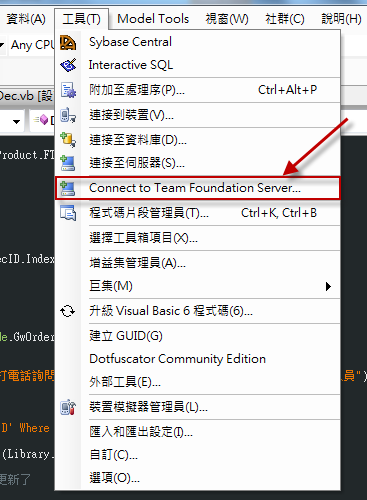 資料(A) 工具(T) Model Tools 視窗(W) 社群(C) 說明(H)
Any CPU
Sybase Central
Interactive SQL
附加至處理序(P)... Ctrl+Alt+P
Dec.vb [設
連接到裝置(V)...
連接至資料庫(D)...
Product.FT
連接至伺服器(S)...
Connect to Team Foundation Server...
程式碼片段管理員(T)... Ctrl+K, Ctrl+B
選擇工具箱項目(X)...
ecID.Index
增益集管理員(A)...
巨集(M)
升級 Visual Basic 6 程式碼(6)...
建立 GUID(G)
de.GwOrder
Dotfuscator Community Edition
外部工具(E)...
打電話詢問 員")
裝置模擬器管理員(L)...
D' Where
匯入和匯出設定(I)...
(Library.
自訂(C)...
更新了
選項(O)...